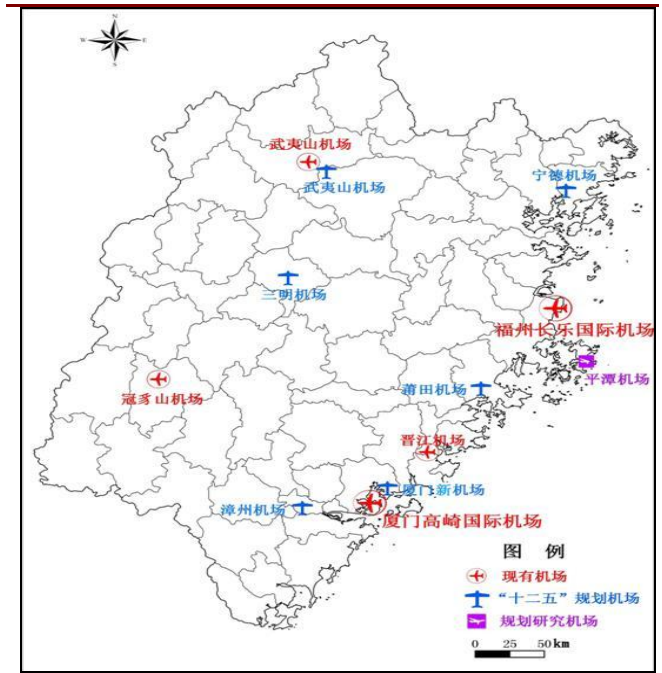 N
W
E
S
武夷山机场
武夷山机场
宁德机场
三明机场
福州长乐国际机场
平潭机场
冠豸山机场
莆田机场
晋江机场
厦门新机场
漳州机场
厦门高崎国际机场
图 例
现有机场
“十二五”规划机场
规划研究机场
0 25 50km